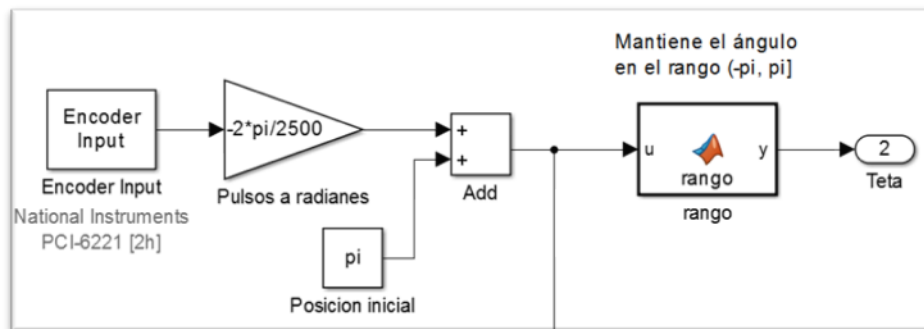 Mantiene el ángulo
en el rango (-pi, pi]
Encoder
Input
Encoder Input
National Instruments
PCI-6221 [2h]
-2*pi/2500
Pulsos a radianes
pi
Posicion inicial
+
+
Add
u
rango
y
rango
2
Teta